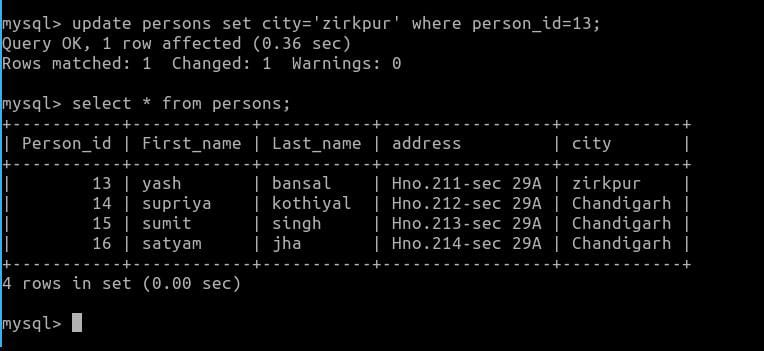 mysql> update persons set city='zirkpur' where person_id=13;
Query OK, 1 row affected (0.36 sec)
Rows matched: 1  Changed: 1  Warnings: 0
mysql> select * from persons;
+-----------+------------+-----------+-----------------+------------+
| Person_id | First_name | Last_name | address         | city       |
+-----------+------------+-----------+-----------------+------------+
|        13 | yash       | bansal    | Hno.211-sec 29A | zirkpur    |
|        14 | supriya    | kothiyal  | Hno.212-sec 29A | Chandigarh |
|        15 | sumit      | singh     | Hno.213-sec 29A | Chandigarh |
|        16 | satyam     | jha       | Hno.214-sec 29A | Chandigarh |
+-----------+------------+-----------+-----------------+------------+
4 rows in set (0.00 sec)
mysql>